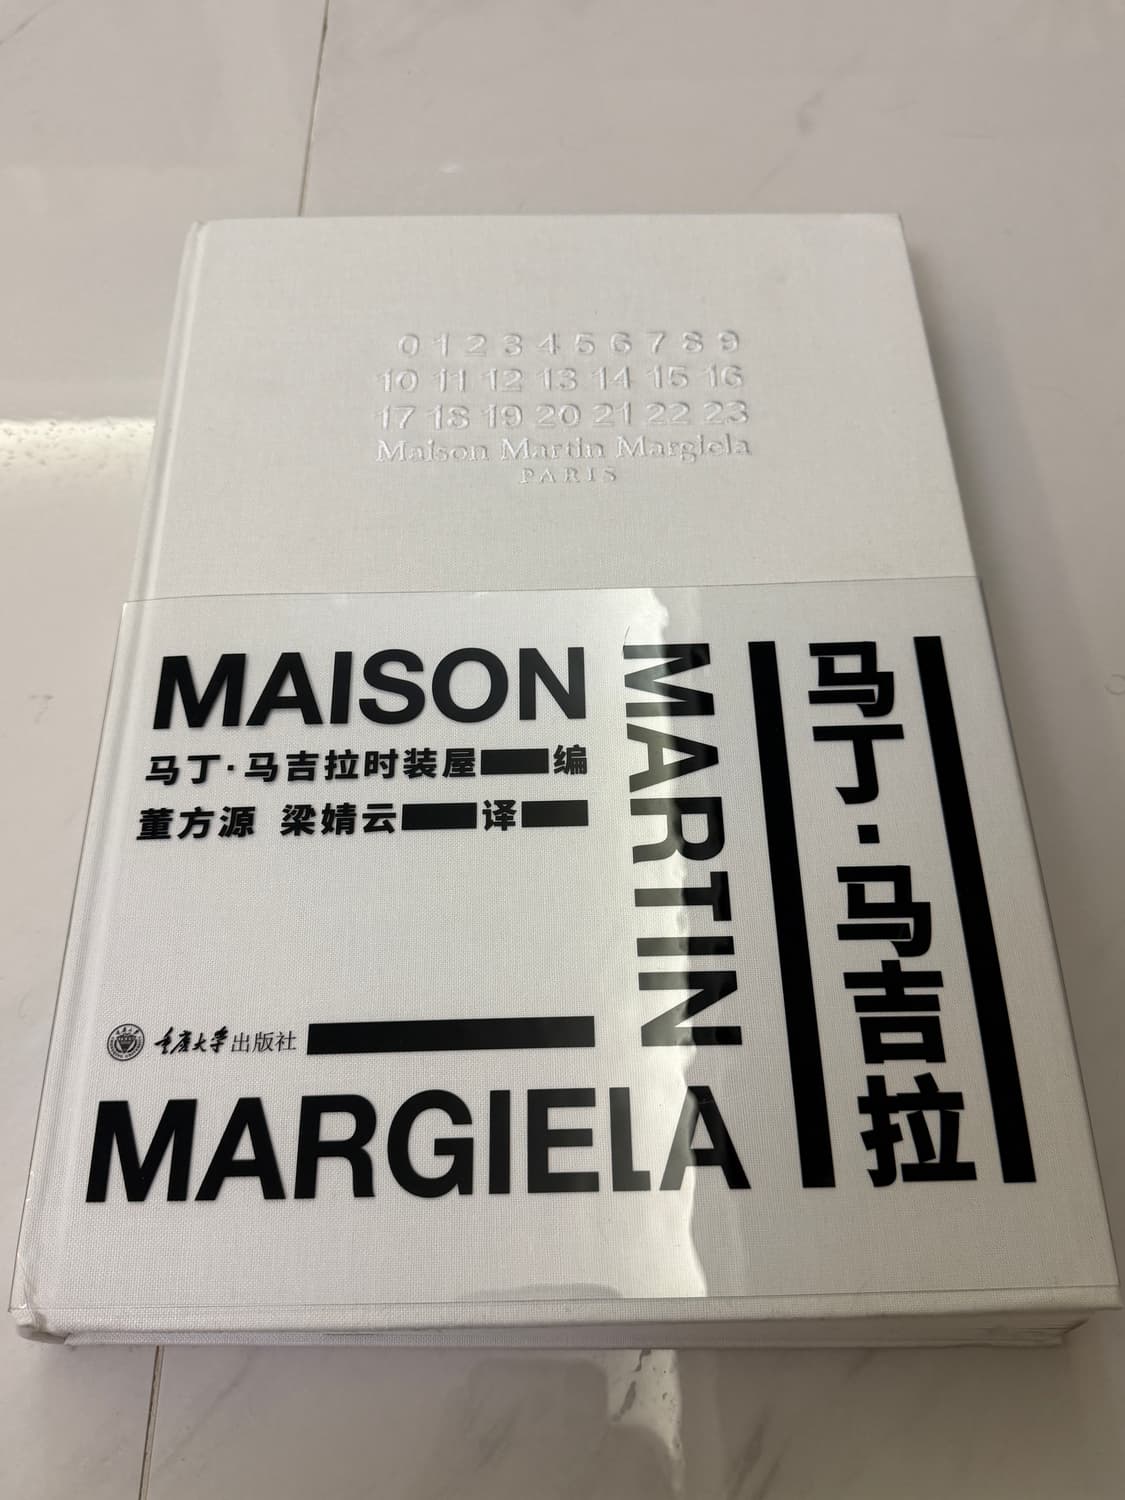 0 1 2 3 4 5 6 7 8 9
10 11 12 13 14 15 16
17 18 19 20 21 22 23
Maison Martin Margiela
PARIS
MAISON
马丁·马吉拉时装屋 编
董方源 梁婧云 译
MARTIN
马丁·马吉拉
重庆大学出版社
MARGIELA